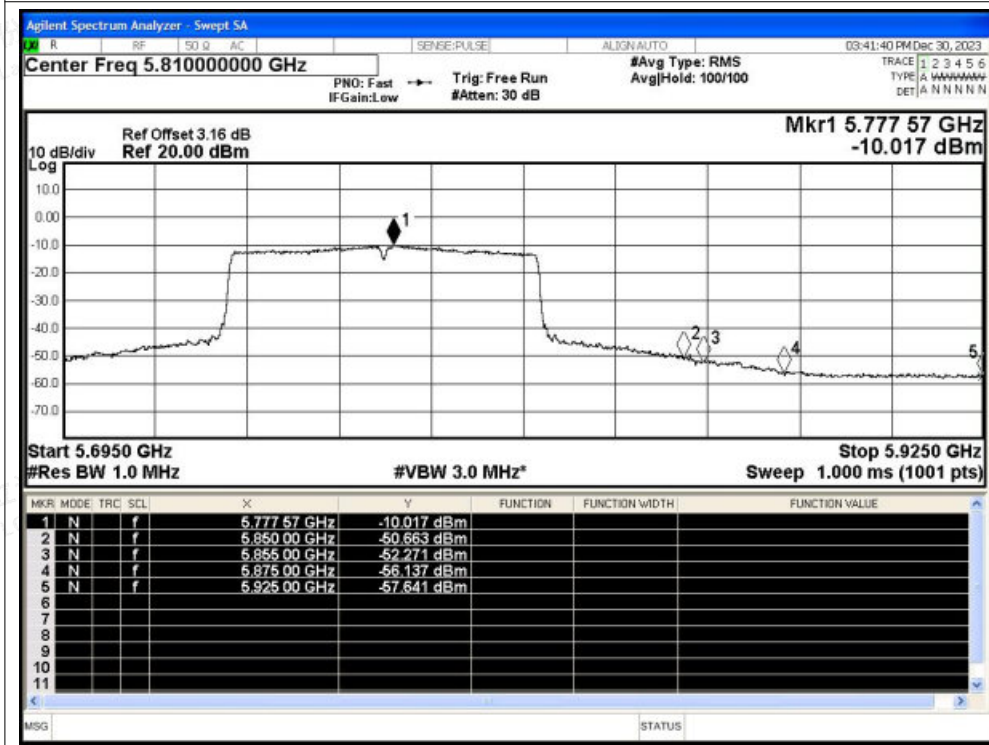 Agilent Spectrum Analyzer - Swept SA
LXI R RF 50 Ω AC SENSE:PULSE ALIGN AUTO 03:41:40 PM Dec 30, 2023
Center Freq 5.810000000 GHz
PNO: Fast
IFGain:Low
Trig: Free Run
#Atten: 30 dB
#Avg Type: RMS
Avg|Hold: 100/100
TRACE 1 2 3 4 5 6
TYPE A WWWWW
DET A N N N N N
Ref Offset 3.16 dB
10 dB/div Ref 20.00 dBm
Log
Mkr1 5.777 57 GHz
-10.017 dBm
10.0
0.00
-10.0
-20.0
-30.0
-40.0
-50.0
-60.0
-70.0
1
2 3
4
5
Start 5.6950 GHz Stop 5.9250 GHz
#Res BW 1.0 MHz #VBW 3.0 MHz* Sweep 1.000 ms (1001 pts)
MKR MODE TRC SCL X Y FUNCTION FUNCTION WIDTH FUNCTION VALUE
1 N f 5.777 57 GHz -10.017 dBm
2 N f 5.850 00 GHz -50.663 dBm
3 N f 5.855 00 GHz -52.271 dBm
4 N f 5.875 00 GHz -56.137 dBm
5 N f 5.925 00 GHz -57.641 dBm
6
7
8
9
10
11
MSG STATUS